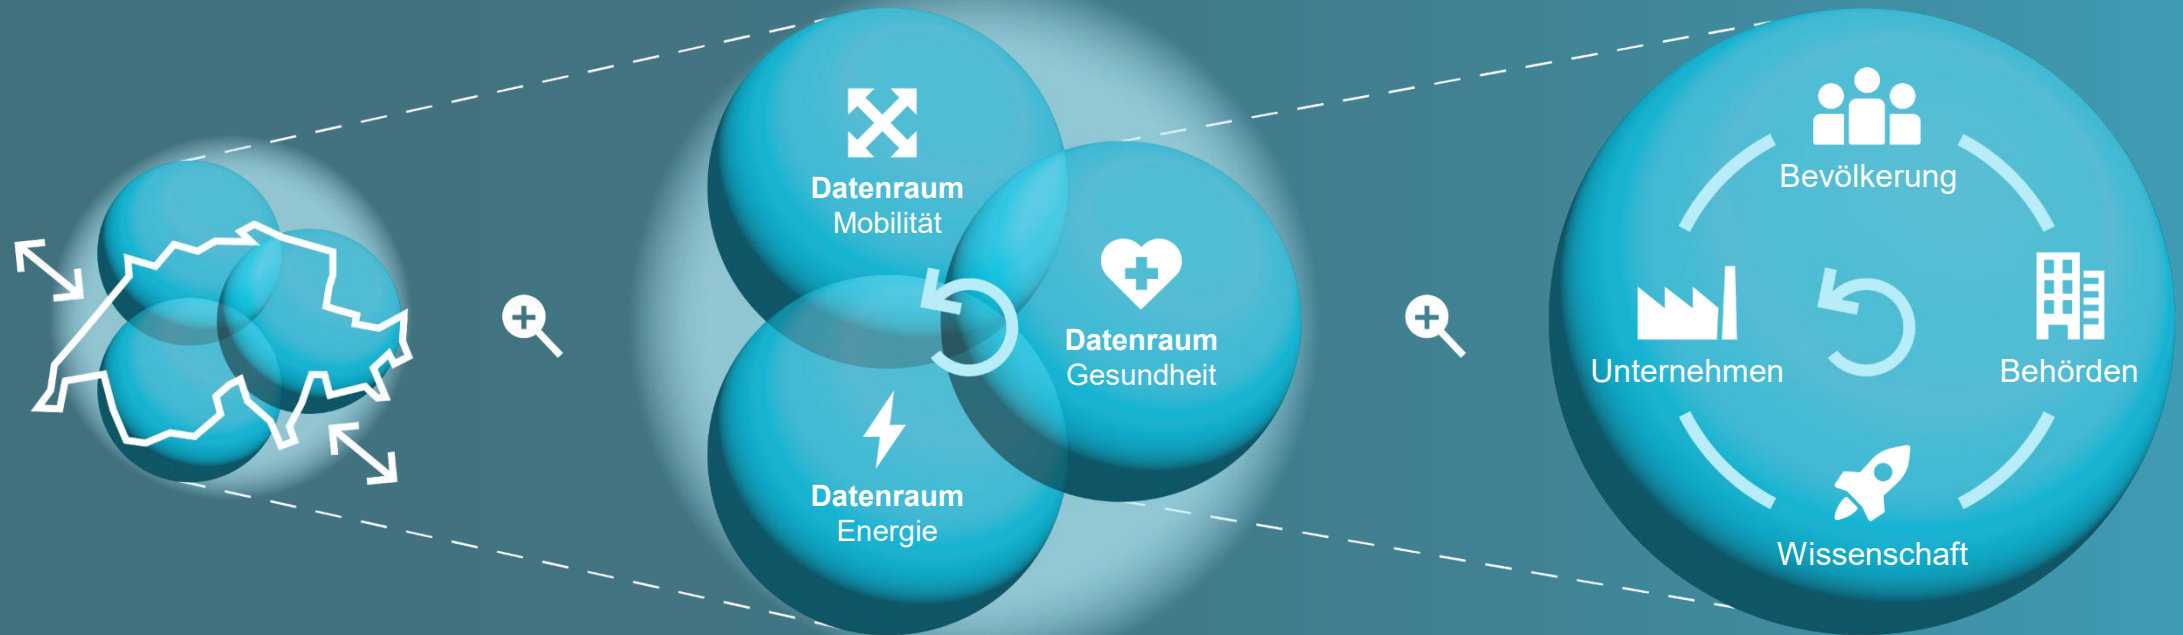 Datenraum
Mobilität
Datenraum
Gesundheit
Datenraum
Energie
Bevölkerung
Unternehmen
Behörden
Wissenschaft